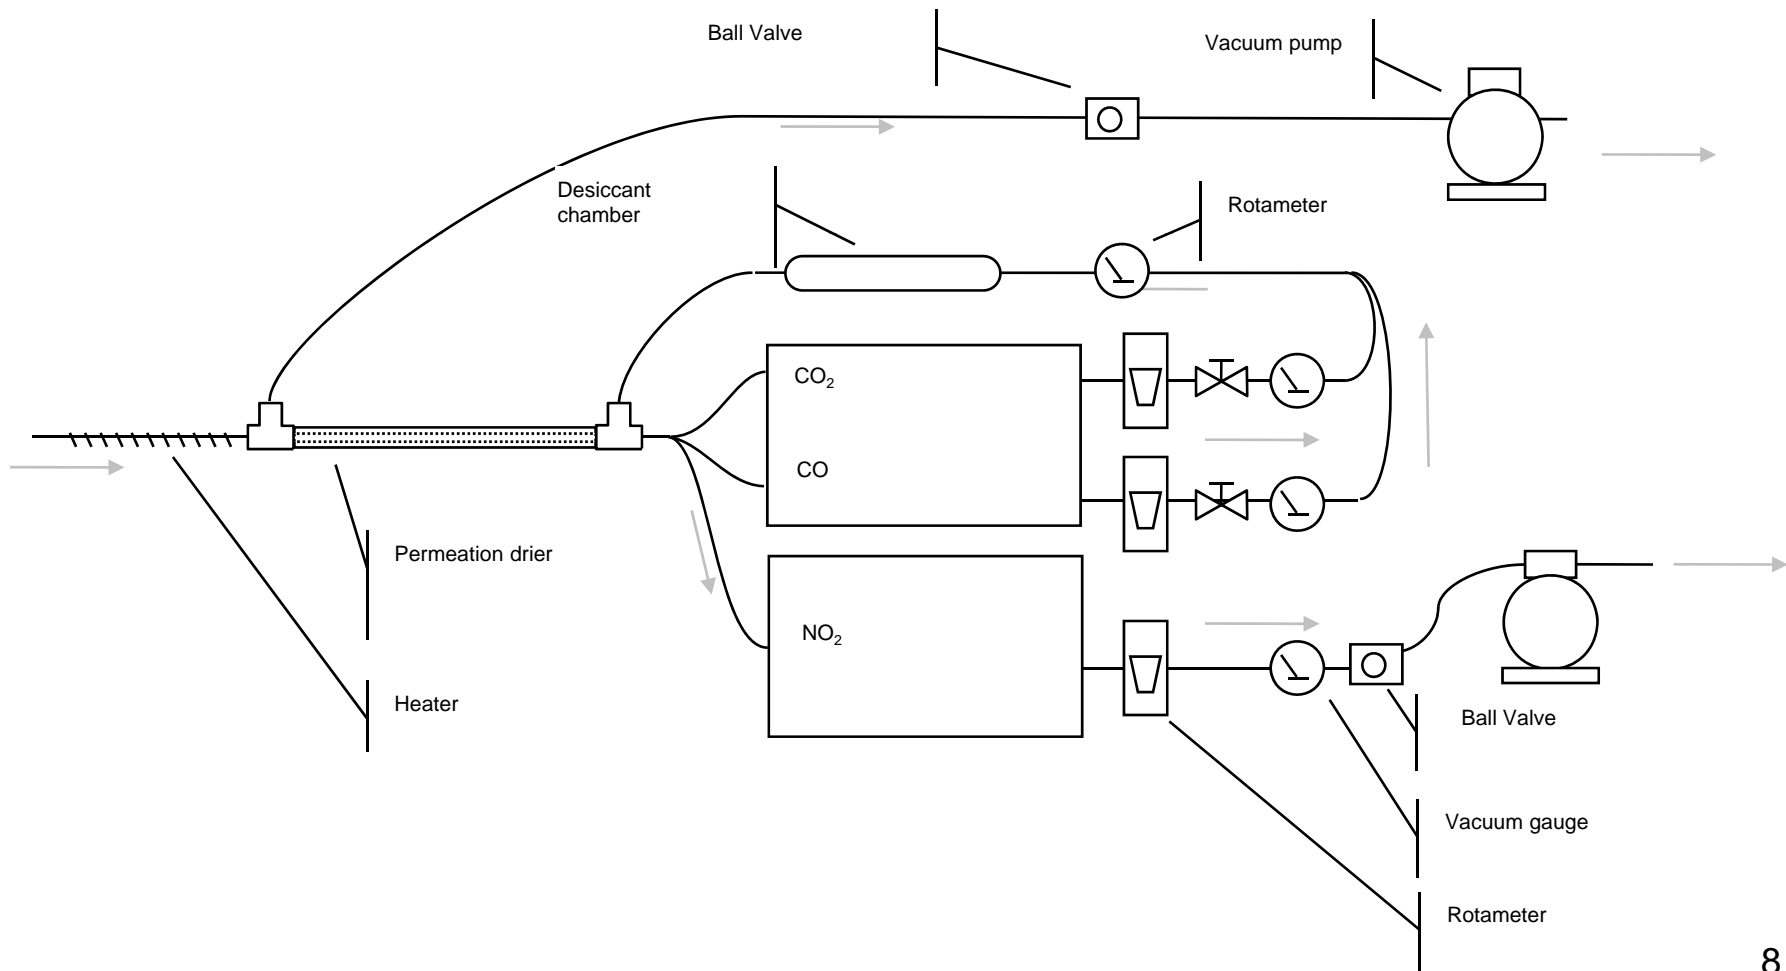 Ball Valve
Vacuum pump
Desiccant
chamber
Rotameter
CO₂
CO
Permeation drier
NO₂
Heater
Ball Valve
Vacuum gauge
Rotameter
8